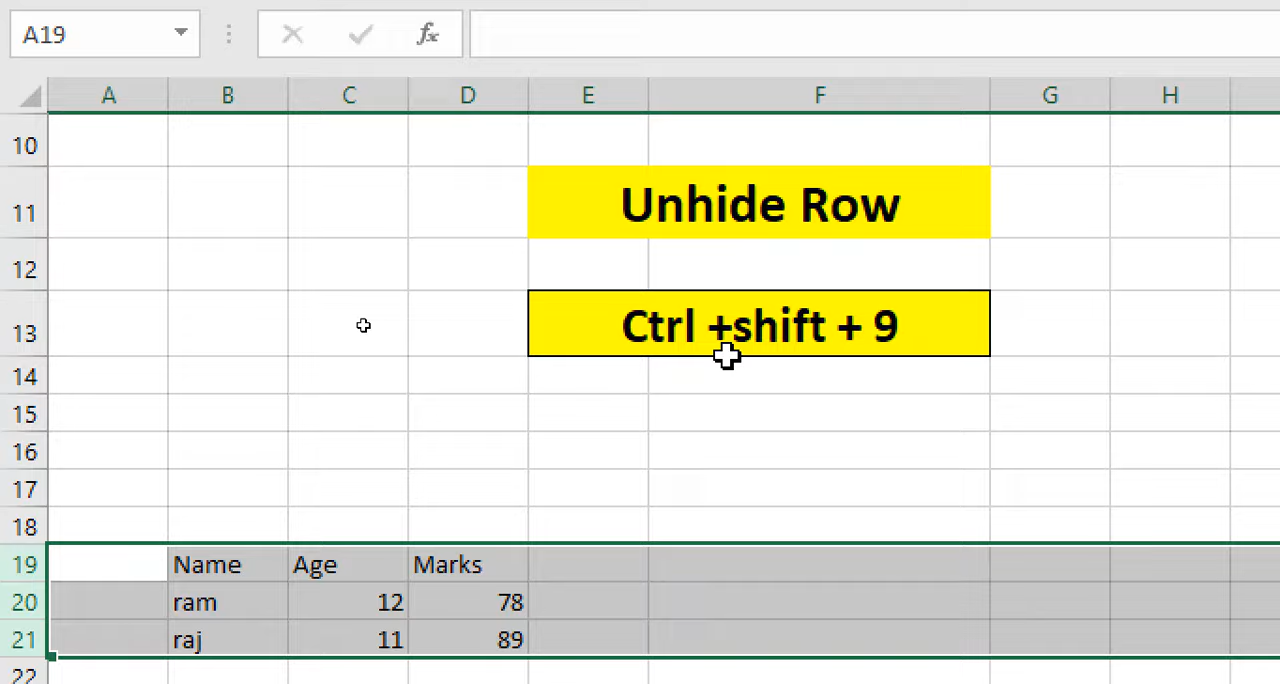 A19
fx
A B C D E F G H
10
11 Unhide Row
12
13 Ctrl +shift + 9
14
15
16
17
18
19 Name Age Marks
20 ram 12 78
21 raj 11 89
22